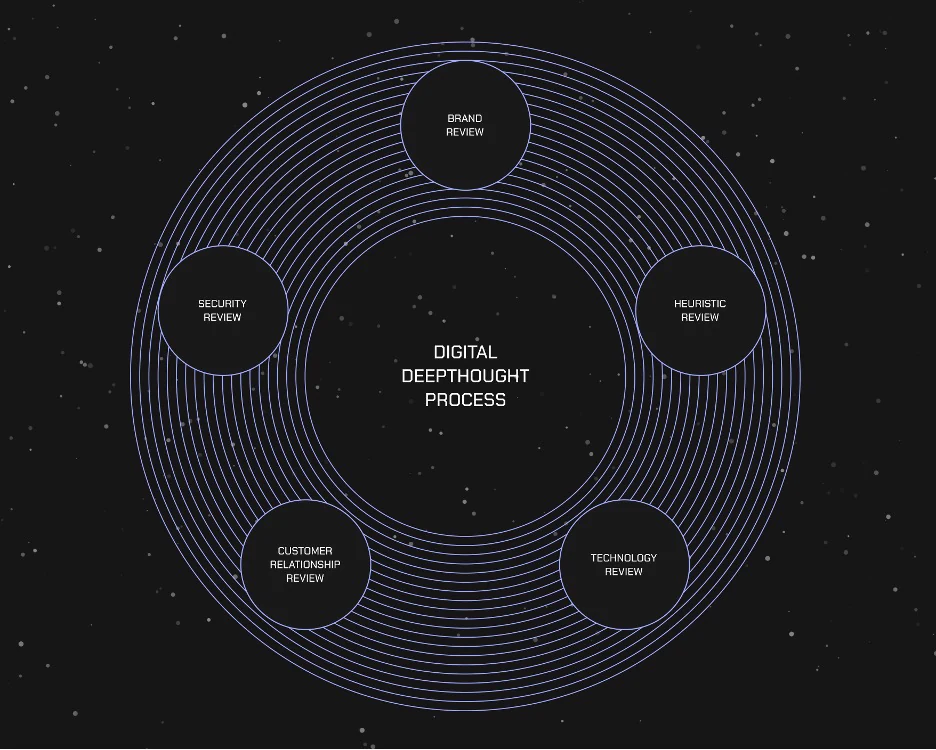 BRAND
REVIEW
SECURITY
REVIEW
HEURISTIC
REVIEW
DIGITAL
DEEPTHOUGHT
PROCESS
CUSTOMER
RELATIONSHIP
REVIEW
TECHNOLOGY
REVIEW